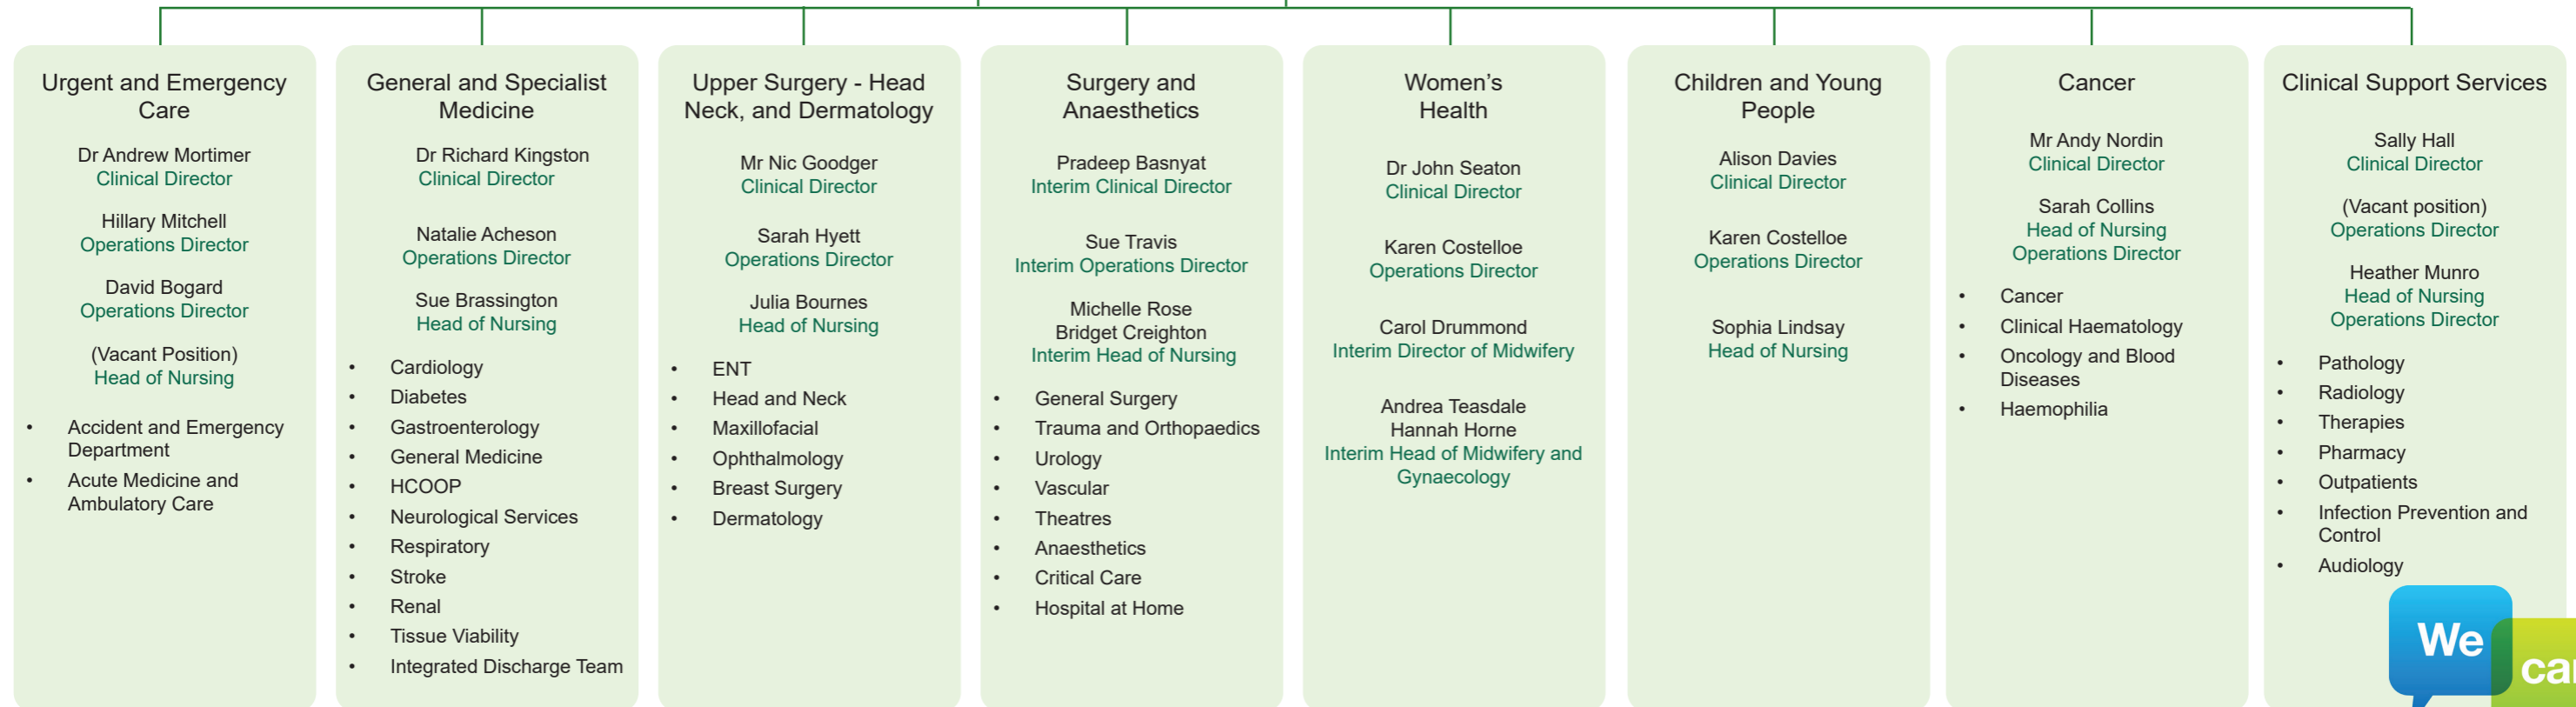 Urgent and Emergency
Care
Dr Andrew Mortimer
Clinical Director
Hillary Mitchell
Operations Director
David Bogard
Operations Director
(Vacant Position)
Head of Nursing
• Accident and Emergency
Department
• Acute Medicine and
Ambulatory Care
General and Specialist
Medicine
Dr Richard Kingston
Clinical Director
Natalie Acheson
Operations Director
Sue Brassington
Head of Nursing
• Cardiology
• Diabetes
• Gastroenterology
• General Medicine
• HCOOP
• Neurological Services
• Respiratory
• Stroke
• Renal
• Tissue Viability
• Integrated Discharge Team
Upper Surgery - Head
Neck, and Dermatology
Mr Nic Goodger
Clinical Director
Sarah Hyett
Operations Director
Julia Bournes
Head of Nursing
• ENT
• Head and Neck
• Maxillofacial
• Ophthalmology
• Breast Surgery
• Dermatology
Surgery and
Anaesthetics
Pradeep Basnyat
Interim Clinical Director
Sue Travis
Interim Operations Director
Michelle Rose
Bridget Creighton
Interim Head of Nursing
• General Surgery
• Trauma and Orthopaedics
• Urology
• Vascular
• Theatres
• Anaesthetics
• Critical Care
• Hospital at Home
Women's
Health
Dr John Seaton
Clinical Director
Karen Costelloe
Operations Director
Carol Drummond
Interim Director of Midwifery
Andrea Teasdale
Hannah Horne
Interim Head of Midwifery and
Gynaecology
Children and Young
People
Alison Davies
Clinical Director
Karen Costelloe
Operations Director
Sophia Lindsay
Head of Nursing
Cancer
Mr Andy Nordin
Clinical Director
Sarah Collins
Head of Nursing
Operations Director
• Cancer
• Clinical Haematology
• Oncology and Blood
Diseases
• Haemophilia
Clinical Support Services
Sally Hall
Clinical Director
(Vacant position)
Operations Director
Heather Munro
Head of Nursing
Operations Director
• Pathology
• Radiology
• Therapies
• Pharmacy
• Outpatients
• Infection Prevention and
Control
• Audiology
We